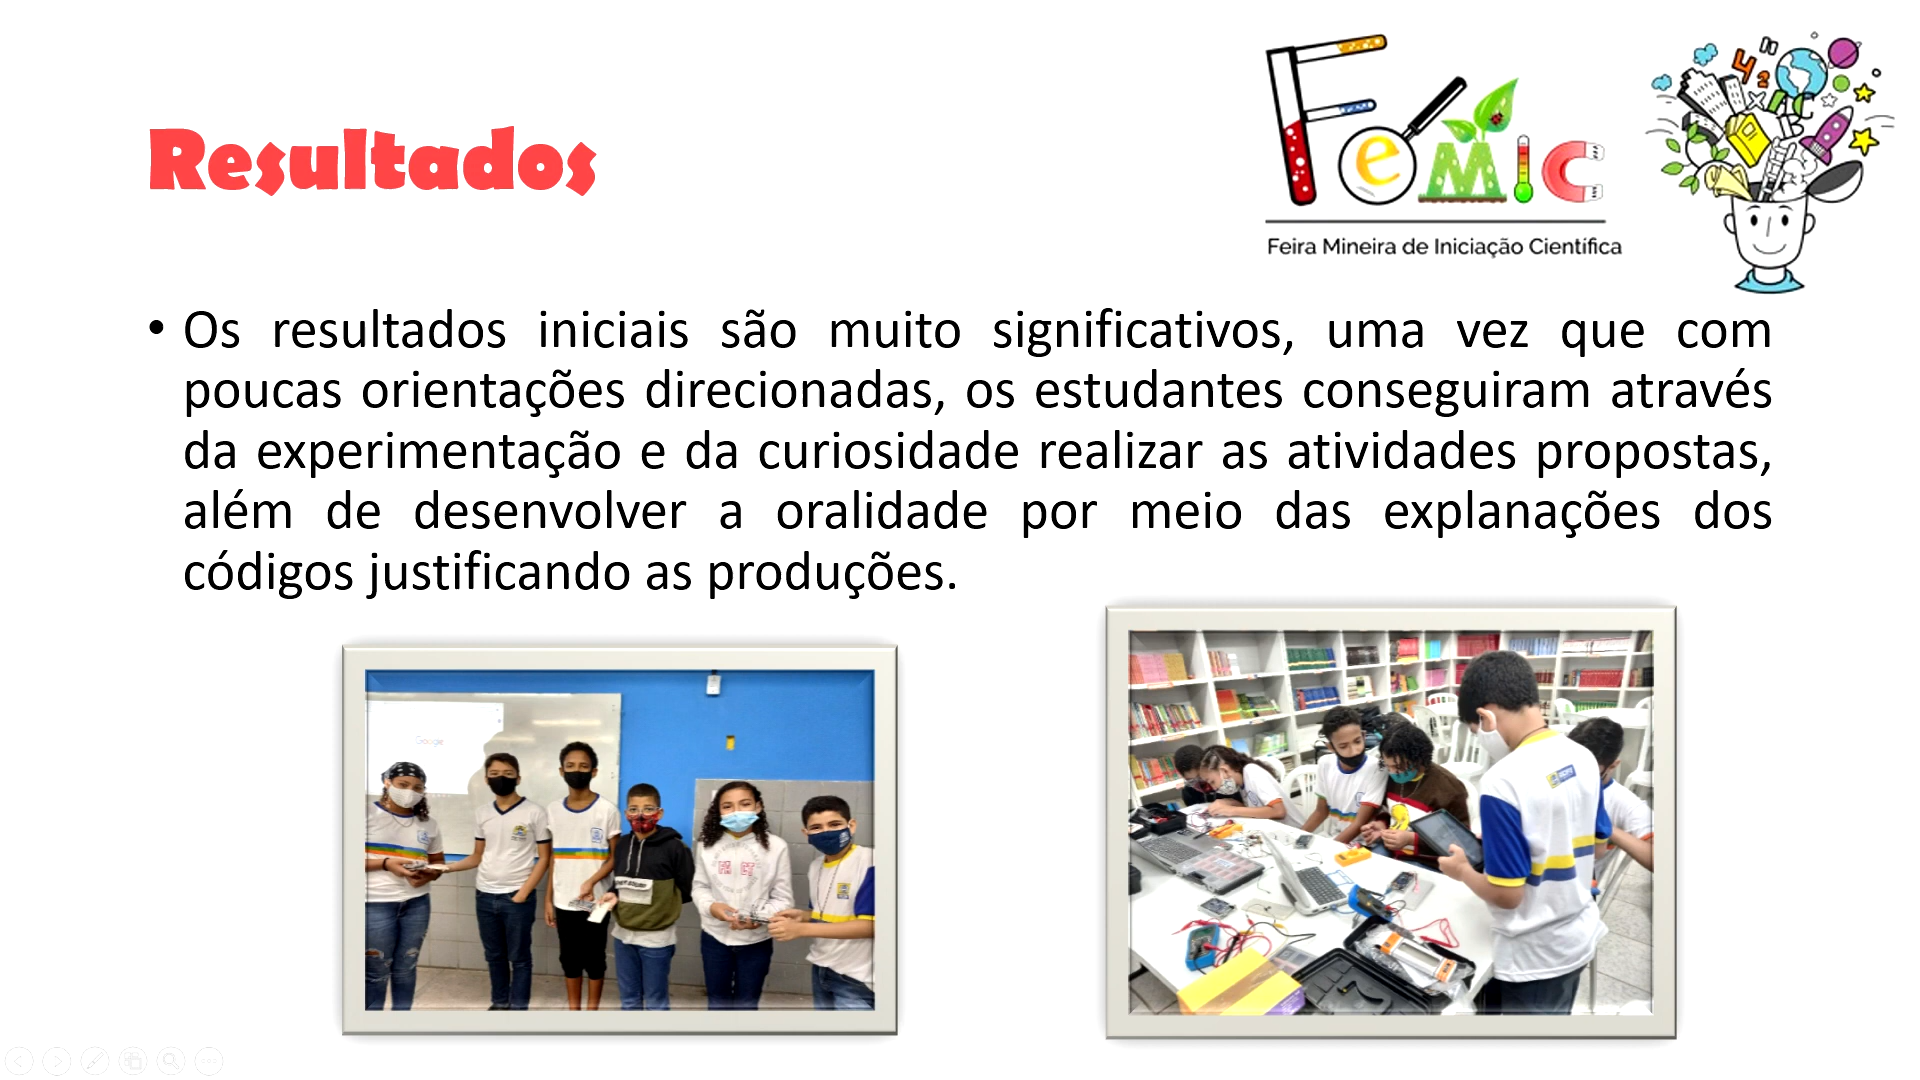 Resultados
FeMIC
Feira Mineira de Iniciação Científica
• Os resultados iniciais são muito significativos, uma vez que com
poucas orientações direcionadas, os estudantes conseguiram através
da experimentação e da curiosidade realizar as atividades propostas,
além de desenvolver a oralidade por meio das explanações dos
códigos justificando as produções.
Google